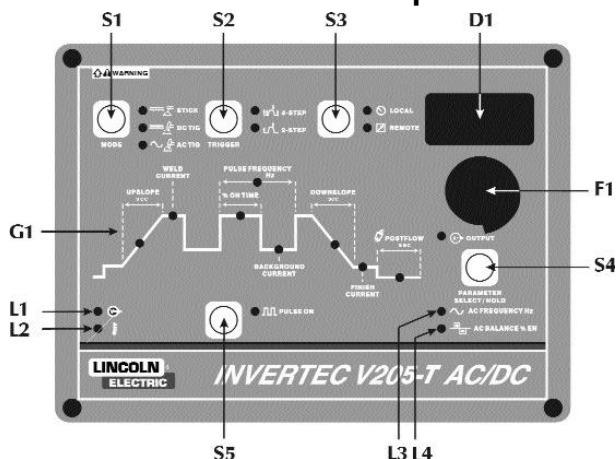 S1 S2 S3 D1
WARNING
STICK
DC TIG
AC TIG
MODE
4-STEP
2-STEP
TRIGGER
LOCAL
REMOTE
F1
WELD
CURRENT
PULSE FREQUENCY
Hz
UPSLOPE
SEC
% ON TIME
DOWNSLOPE
SEC
G1
POSTFLOW
SEC
OUTPUT
S4
BACKGROUND
CURRENT
FINISH
CURRENT
PARAMETER
SELECT/HOLD
L1
L2
PULSE ON
AC FREQUENCY Hz
AC BALANCE % EN
LINCOLN
ELECTRIC
INVERTEC V205-T AC/DC
S5 L3 L4